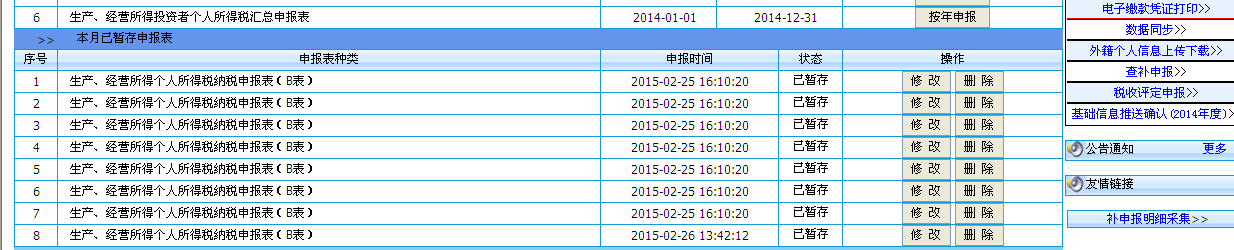 6 生产、经营所得投资者个人所得税汇总申报表 2014-01-01 2014-12-31 按年申报
>> 本月已暂存申报表
序号 申报表种类 申报时间 状态 操作
1 生产、经营所得个人所得税纳税申报表（B表） 2015-02-25 16:10:20 已暂存 修 改 删 除
2 生产、经营所得个人所得税纳税申报表（B表） 2015-02-25 16:10:20 已暂存 修 改 删 除
3 生产、经营所得个人所得税纳税申报表（B表） 2015-02-25 16:10:20 已暂存 修 改 删 除
4 生产、经营所得个人所得税纳税申报表（B表） 2015-02-25 16:10:20 已暂存 修 改 删 除
5 生产、经营所得个人所得税纳税申报表（B表） 2015-02-25 16:10:20 已暂存 修 改 删 除
6 生产、经营所得个人所得税纳税申报表（B表） 2015-02-25 16:10:20 已暂存 修 改 删 除
7 生产、经营所得个人所得税纳税申报表（B表） 2015-02-25 16:10:20 已暂存 修 改 删 除
8 生产、经营所得个人所得税纳税申报表（B表） 2015-02-26 13:42:12 已暂存 修 改 删 除
电子缴款凭证打印>>
数据同步>>
外籍个人信息上传下载>>
查补申报>>
税收评定申报>>
基础信息推送确认(2014年度)>
公告通知 更多
友情链接
补申报明细采集>>